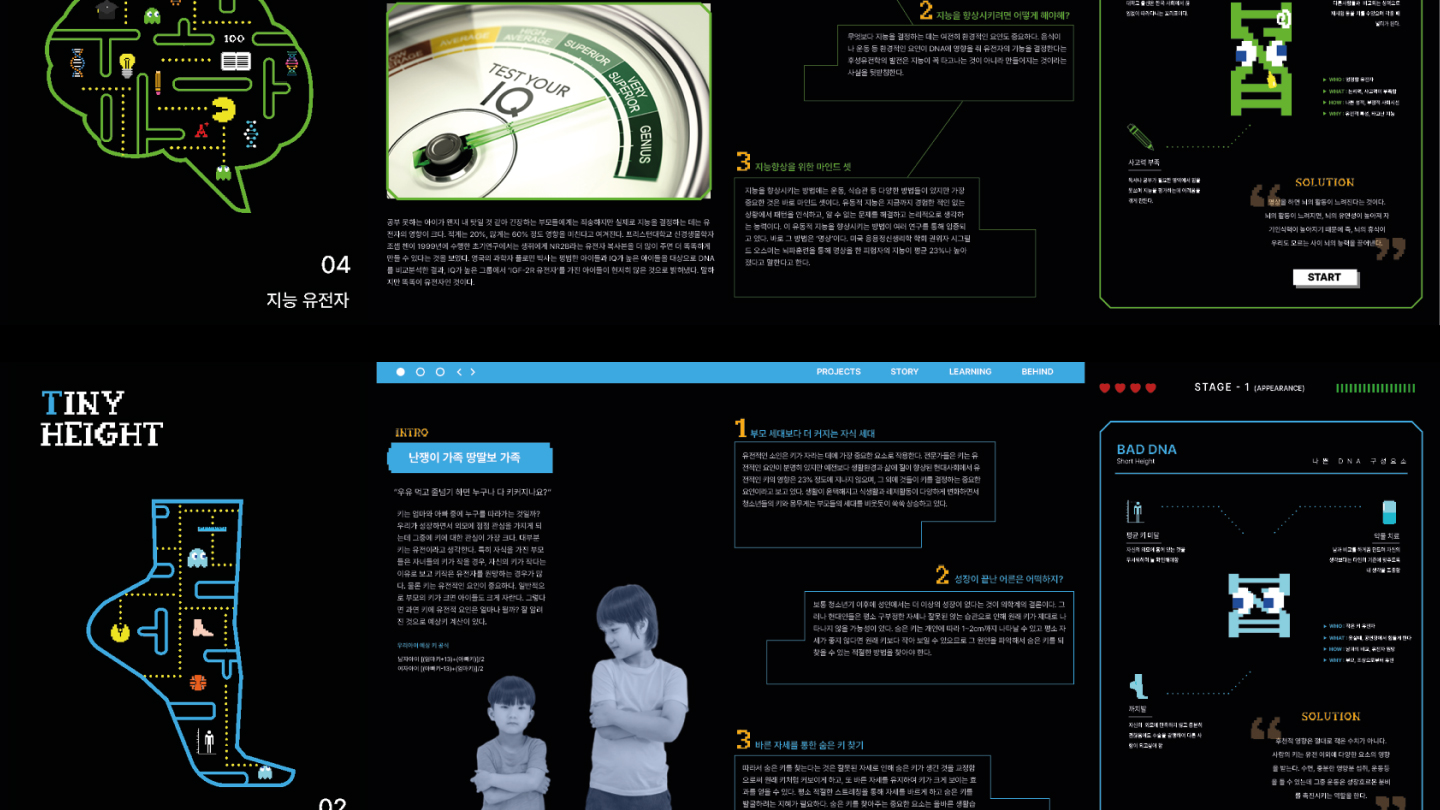 100
A+
04
지능 유전자
AVERAGE
HIGH
AVERAGE
SUPERIOR
VERY
SUPERIOR
GENIUS
TEST YOUR
IQ
공부 못하는 아이가 왠지 내 탓일 것 같아 긴장하는 부모들에게는 죄송해지만 실제로 지능을 결정하는 데는 유
전자의 영향이 크다. 적게는 20%, 많게는 60% 정도 영향을 미친다고 여겨진다. 프린스턴대학교 신경생물학자
조셉 첸이 1999년에 수행한 초기연구에서는 생쥐에게 NR2B라는 유전자 복사본을 더 많이 주면 더 똑똑하게
만들 수 있다는 것을 보였다. 영국의 과학자 플로민 박사는 평범한 아이들과 IQ가 높은 아이들을 대상으로 DNA
를 비교분석한 결과, IQ가 높은 그룹에서 'IGF-2R 유전자'를 가진 아이들이 현저히 많은 것으로 밝혀냈다. 말하
지만 똑똑이 유전자인 것이다.
2 지능을 향상시키려면 어떻게 해야해?
무엇보다 지능을 결정하는 데는 여전히 환경적인 요인도 중요하다. 음식이
나 운동 등 환경적인 요인이 DNA에 영향을 줘 유전자의 기능을 결정한다는
후성유전학의 발전은 지능이 꼭 타고나는 것이 아니라 만들어지는 것이라는
사실을 뒷받침한다.
3 지능향상을 위한 마인드 셋
지능을 향상시키는 방법에는 운동, 식습관 등 다양한 방법들이 있지만 가장
중요한 것은 바로 마인드 셋이다. 유동적 지능은 지금까지 경험한 적인 없는
상황에서 패턴을 인식하고, 알 수 없는 문제를 해결하고 논리적으로 생각하
는 능력이다. 이 유동적 지능을 향상시키는 방법이 여러 연구를 통해 입증되
고 있다. 바로 그 방법은 '명상'이다. 미국 응용정신생리학 학회 권위자 시그필
드 오스머는 뇌파훈련을 통해 명상을 한 피험자의 지능이 평균 23%나 높아
졌다고 말한다고 한다.
WHO :
WHAT :
HOW :
WHY :
사고력 부족
SOLUTION
명상을 하면 뇌의 활동이 느려진다는 것이다.
뇌의 활동이 느려지면, 뇌의 유연성이 높아져 자
기인식력이 높아지기 때문에 즉, 뇌의 휴식이
우리도 모르는 사이 뇌의 능력을 끌어낸다.
START
TINY
HEIGHT
02
PROJECTS STORY LEARNING BEHIND
INTRO
난쟁이 가족 땅딸보 가족
"우유 먹고 줄넘기 하면 누구나 다 키커지나요?"
키는 엄마와 아빠 중에 누구를 따라가는 것일까?
우리가 성장하면서 외모에 점점 관심을 가지게 되
는데 그중에 키에 대한 관심이 가장 크다. 대부분
키는 유전이라고 생각한다. 특히 자식을 가진 부모
들은 자녀들의 키가 작을 경우, 자신의 키가 작다는
이유로 보고 키작은 유전자를 원망하는 경우가 많
다. 물론 키는 유전적인 요인이 중요하다. 일반적으
로 부모의 키가 크면 아이들도 크게 자란다. 그렇다
면 과연 키에 유전적 요인은 얼마나 될까? 잘 알려
진 것으로 예상키 계산이 있다.
우리아이 예상 키 공식
남자아이 [(엄마키+13)+(아빠키)]/2
여자아이 [(아빠키-13)+(엄마키)]/2
1 부모 세대보다 더 커지는 자식 세대
유전적인 소인은 키가 자라는 데에 가장 중요한 요소로 작용한다. 전문가들은 키는 유
전적인 요인이 분명히 있지만 예전보다 생활환경과 삶에 질이 향상된 현대사회에서 유
전적인 키의 영향은 23% 정도에 지나지 않으며, 그 외에 것들이 키를 결정하는 중요한
요인이라고 보고 있다. 생활이 윤택해지고 식생활과 레저활동이 다양하게 변화하면서
청소년들의 키와 몸무게는 부모들의 세대를 비웃듯이 쑥쑥 상승하고 있다.
2 성장이 끝난 어른은 어떡하지?
보통 청소년기 이후에 성인에서는 더 이상의 성장이 없다는 것이 의학계의 결론이다. 그
러나 현대인들은 평소 구부정한 자세나 잘못된 앉는 습관으로 인해 원래 키가 제대로 나
타나지 않을 가능성이 있다. 숨은 키는 개인에 따라 1~2cm까지 나타날 수 있고 평소 자
세가 좋지 않다면 원래 키보다 작아 보일 수 있으므로 그 원인을 파악해서 숨은 키를 되
찾을 수 있는 적절한 방법을 찾아야 한다.
3 바른 자세를 통한 숨은 키 찾기
따라서 숨은 키를 찾는다는 것은 잘못된 자세로 인해 숨은 키가 생긴 것을 교정함
으로써 원래 키처럼 커보이게 하고, 또 바른 자세를 유지하여 키가 크게 보이는 효
과를 얻을 수 있다. 평소 적절한 스트레칭을 통해 자세를 바르게 하고 숨은 키를
발굴하려는 지혜가 필요하다. 숨은 키를 찾아주는 중요한 요소는 올바른 생활습
STAGE - 1 (APPEARANCE)
BAD DNA
Short Height
나쁜 DNA 구성요소
평균 키 미달
약물 치료
WHO : 작은 키 유전자
WHAT :
HOW :
WHY :
까치발
SOLUTION
후천적 영향은 절대로 적은 수치가 아니다.
사람의 키는 유전 이외에 다양한 요소의 영향
을 받는다. 수면, 충분한 영양분 섭취, 운동등
을 들 수 있는데 그중 운동은 성장호르몬 분비
를 촉진시키는 역할을 한다.